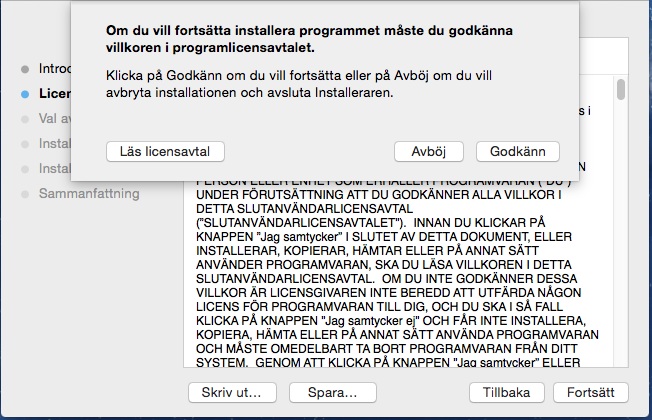 Om du vill fortsätta installera programmet måste du godkänna
villkoren i programlicensavtalet.
Klicka på Godkänn om du vill fortsätta eller på Avböj om du vill
avbryta installationen och avsluta Installeraren.
Läs licensavtal
Avböj
Godkänn
Introd
Licen
Val av
Instal
Instal
Sammanfattning
s i
N
PERSON ELLER ENHET SOM ERHÅLLER PROGRAMVARAN ("DU")
UNDER FÖRUTSÄTTNING ATT DU GODKÄNNER ALLA VILLKOR I
DETTA SLUTANVÄNDARLICENSAVTAL
("SLUTANVÄNDARLICENSAVTALET").  INNAN DU KLICKAR PÅ
KNAPPEN "Jag samtycker" I SLUTET AV DETTA DOKUMENT, ELLER
INSTALLERAR, KOPIERAR, HÄMTAR ELLER PÅ ANNAT SÄTT
ANVÄNDER PROGRAMVARAN, SKA DU LÄSA VILLKOREN I DETTA
SLUTANVÄNDARLICENSAVTAL.  OM DU INTE GODKÄNNER DESSA
VILLKOR ÄR LICENSGIVAREN INTE BEREDD ATT UTFÄRDA NÅGON
LICENS FÖR PROGRAMVARAN TILL DIG, OCH DU SKA I SÅ FALL
KLICKA PÅ KNAPPEN "Jag samtycker ej" OCH FÅR INTE INSTALLERA,
KOPIERA, HÄMTA ELLER PÅ ANNAT SÄTT ANVÄNDA PROGRAMVARAN
OCH MÅSTE OMEDELBART TA BORT PROGRAMVARAN FRÅN DITT
SYSTEM.  GENOM ATT KLICKA PÅ KNAPPEN "Jag samtycker" ELLER
Skriv ut...
Spara...
Tillbaka
Fortsätt